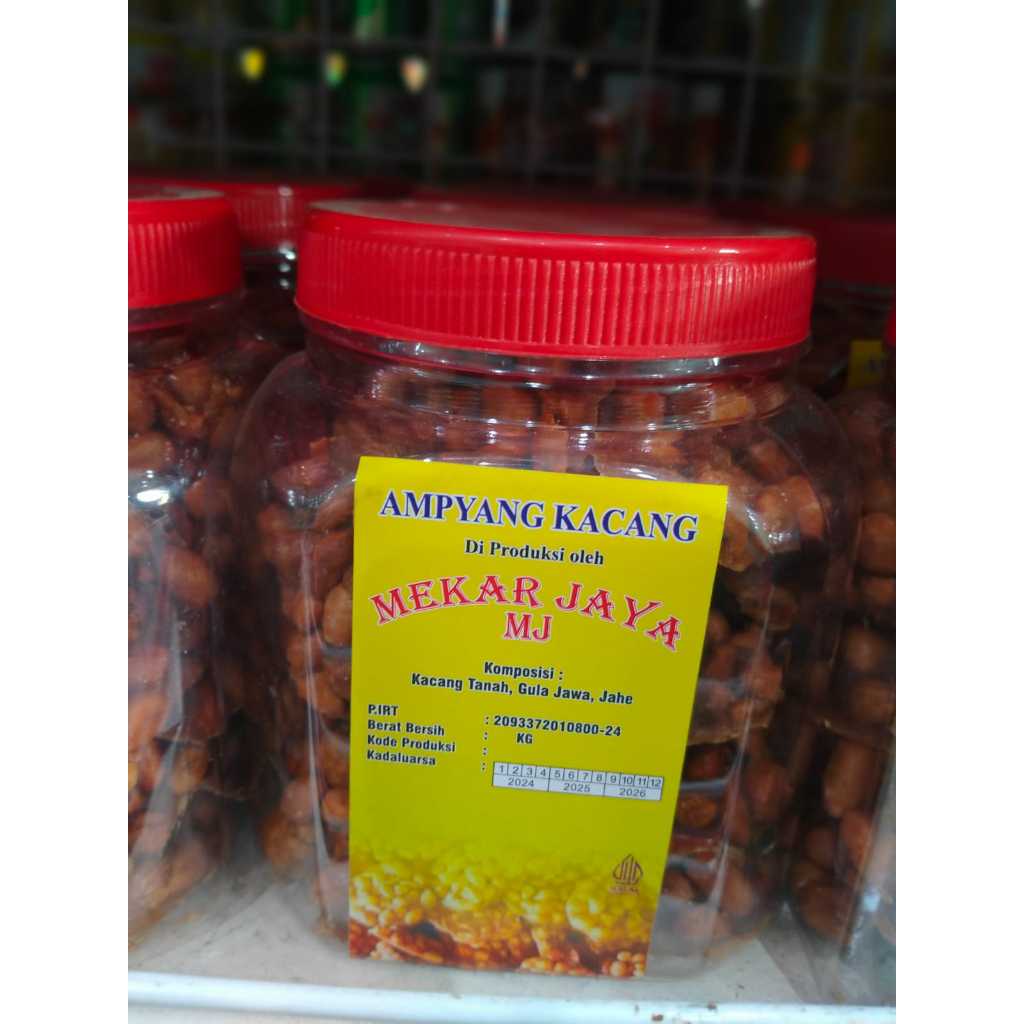 AMPYANG KACANG
Di Produksi oleh
MEKAR JAYA
MJ
Komposisi :
Kacang Tanah, Gula Jawa, Jahe
P.IRT : 2093372010800-24
Berat Bersih : KG
Kode Produksi :
Kadaluarsa :
1 2 3 4 5 6 7 8 9 10 11 12
2024 2025 2026